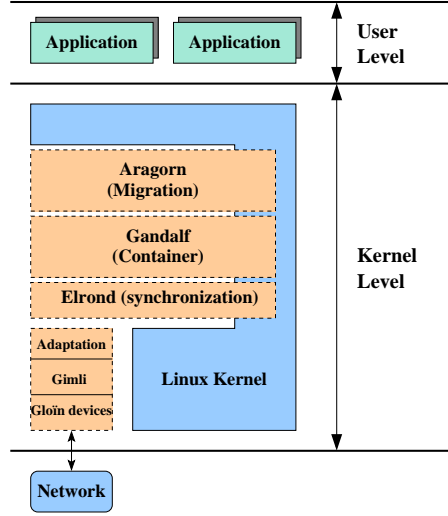 Application
Application
User
Level
Aragorn
(Migration)
Gandalf
(Container)
Elrond (synchronization)
Kernel
Level
Adaptation
Gimli
Gloïn devices
Linux Kernel
Network